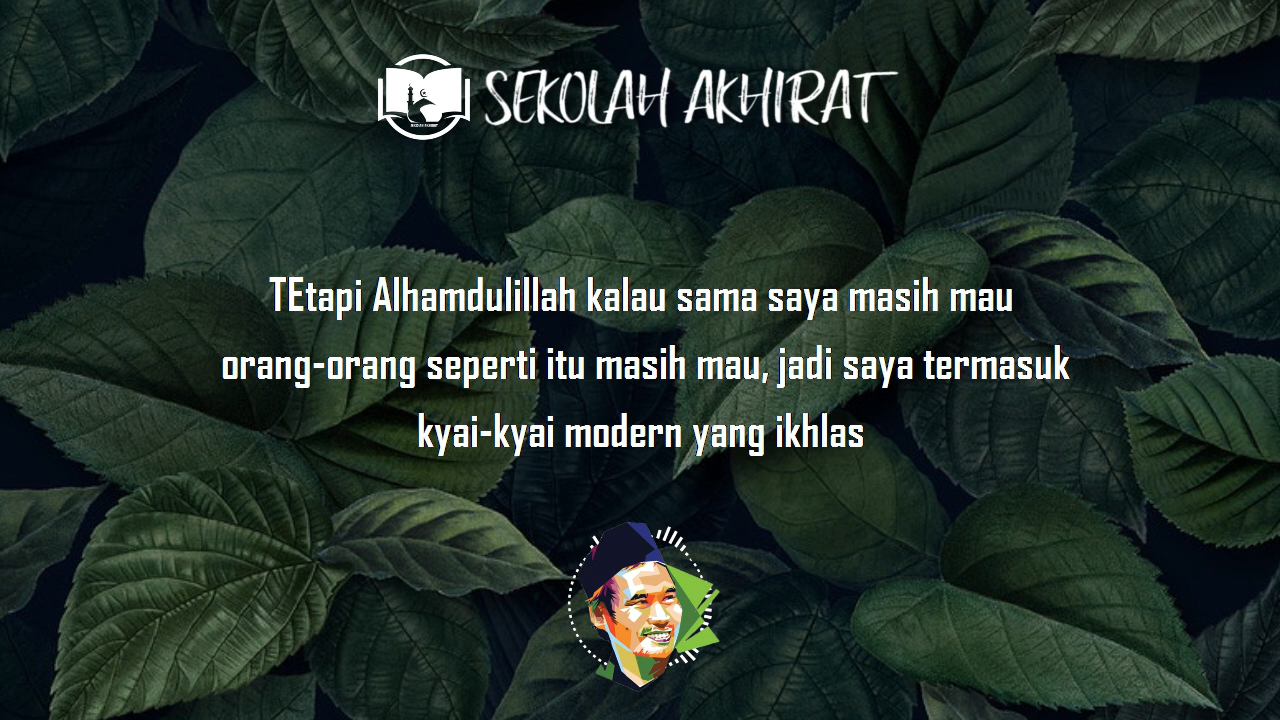 SEKOLAH AKHIRAT
TEtapi Alhamdulillah kalau sama saya masih mau
orang-orang seperti itu masih mau, jadi saya termasuk
kyai-kyai modern yang ikhlas